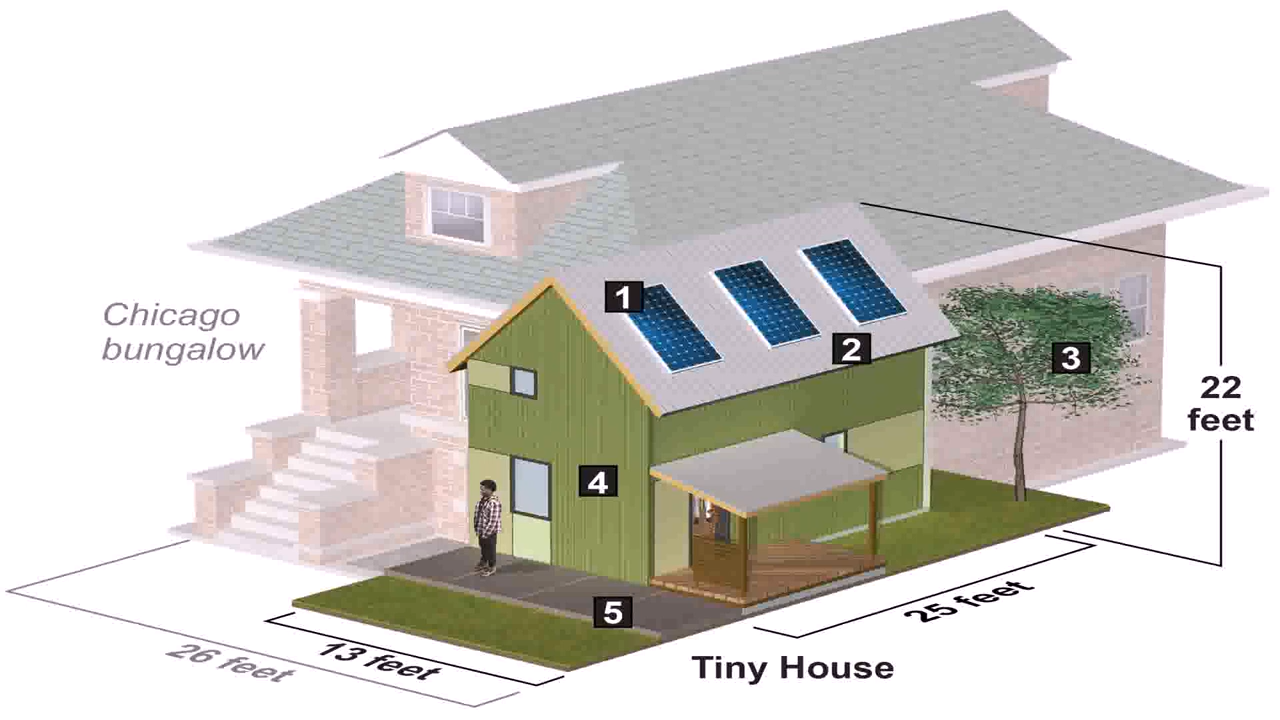 1
2
Chicago
bungalow
3
22
feet
4
5
25 feet
13 feet
26 feet
Tiny House